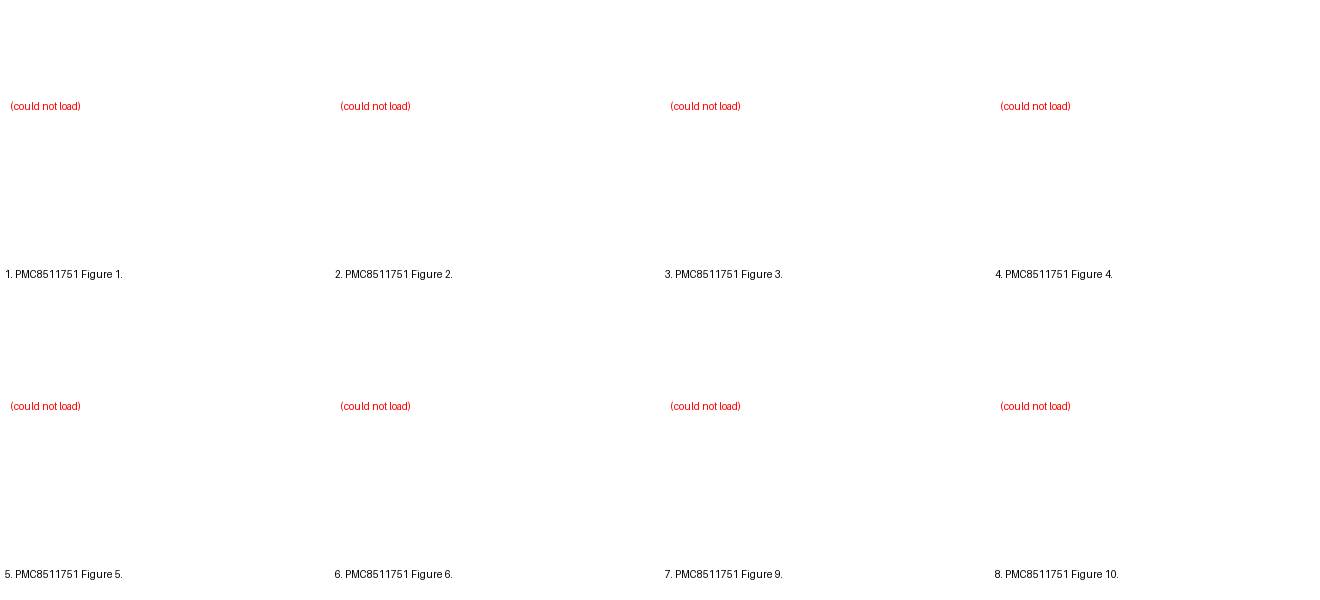 (could not load) (could not load) (could not load) (could not load)
1. PMC8511751 Figure 1. 2. PMC8511751 Figure 2. 3. PMC8511751 Figure 3. 4. PMC8511751 Figure 4.
(could not load) (could not load) (could not load) (could not load)
5. PMC8511751 Figure 5. 6. PMC8511751 Figure 6. 7. PMC8511751 Figure 9. 8. PMC8511751 Figure 10.